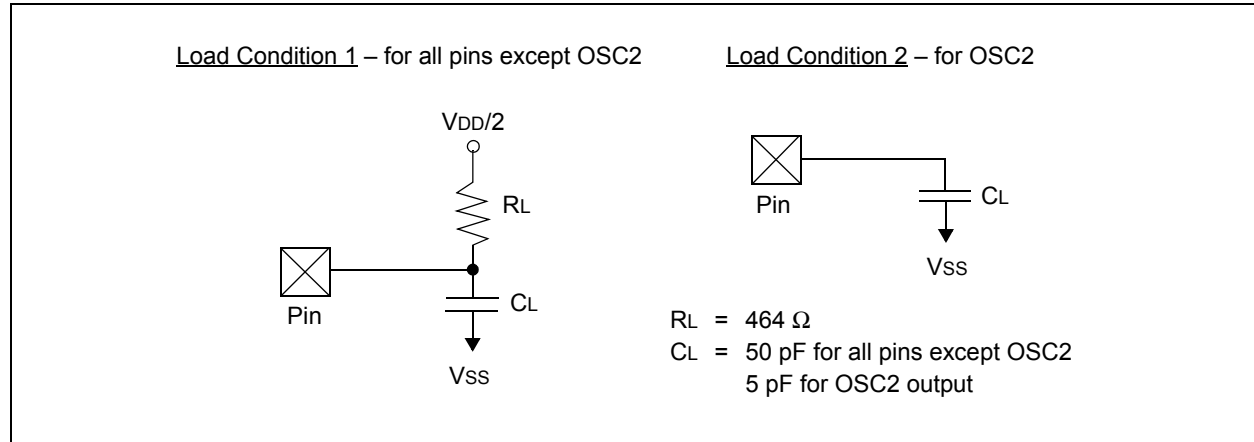 Load Condition 1 – for all pins except OSC2
VDD/2
RL
Pin
CL
VSS
Load Condition 2 – for OSC2
Pin
CL
VSS
RL = 464 Ω
CL = 50 pF for all pins except OSC2
5 pF for OSC2 output